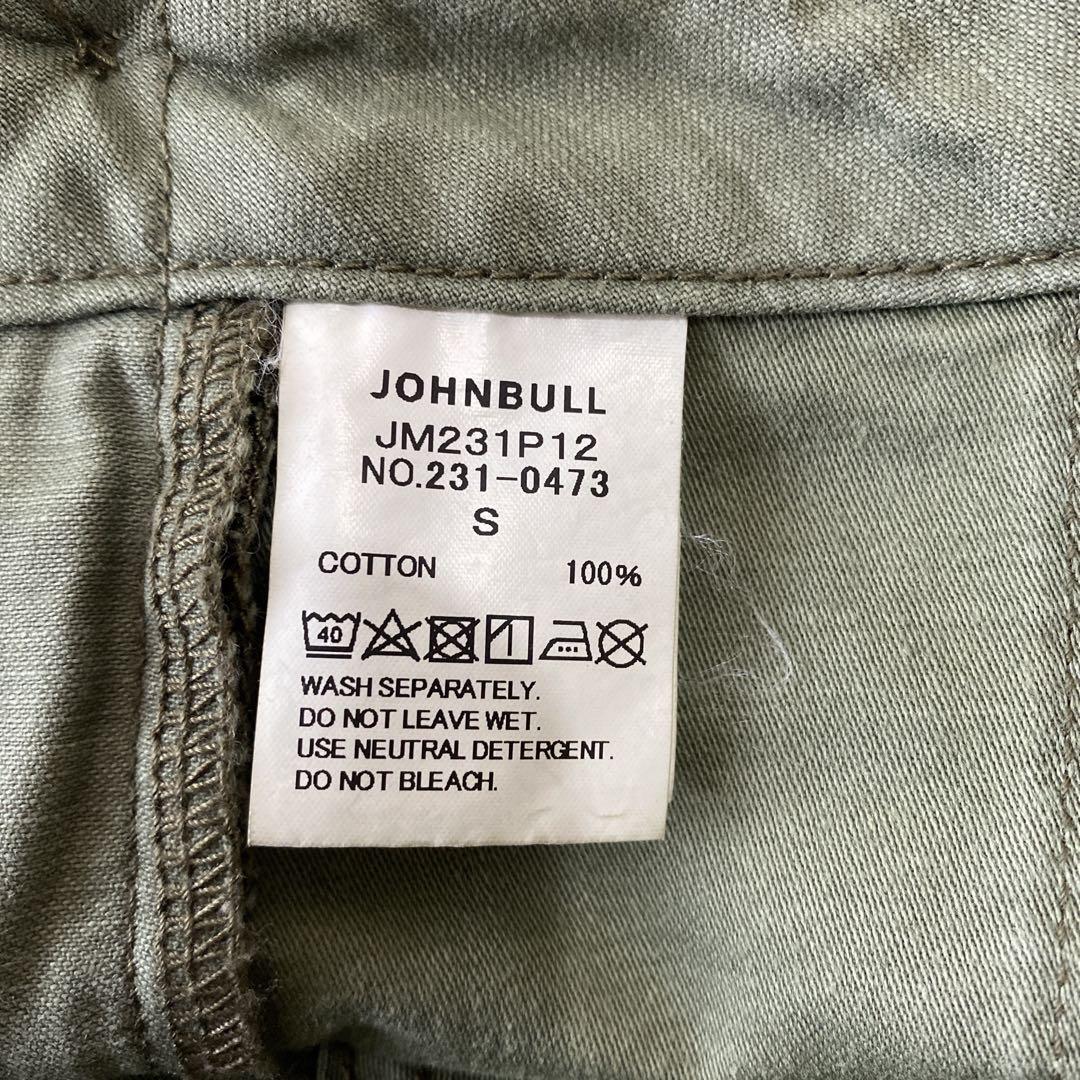 JOHNBULL
JM231P12
NO.231-0473
S
COTTON 100%
40
WASH SEPARATELY.
DO NOT LEAVE WET.
USE NEUTRAL DETERGENT.
DO NOT BLEACH.